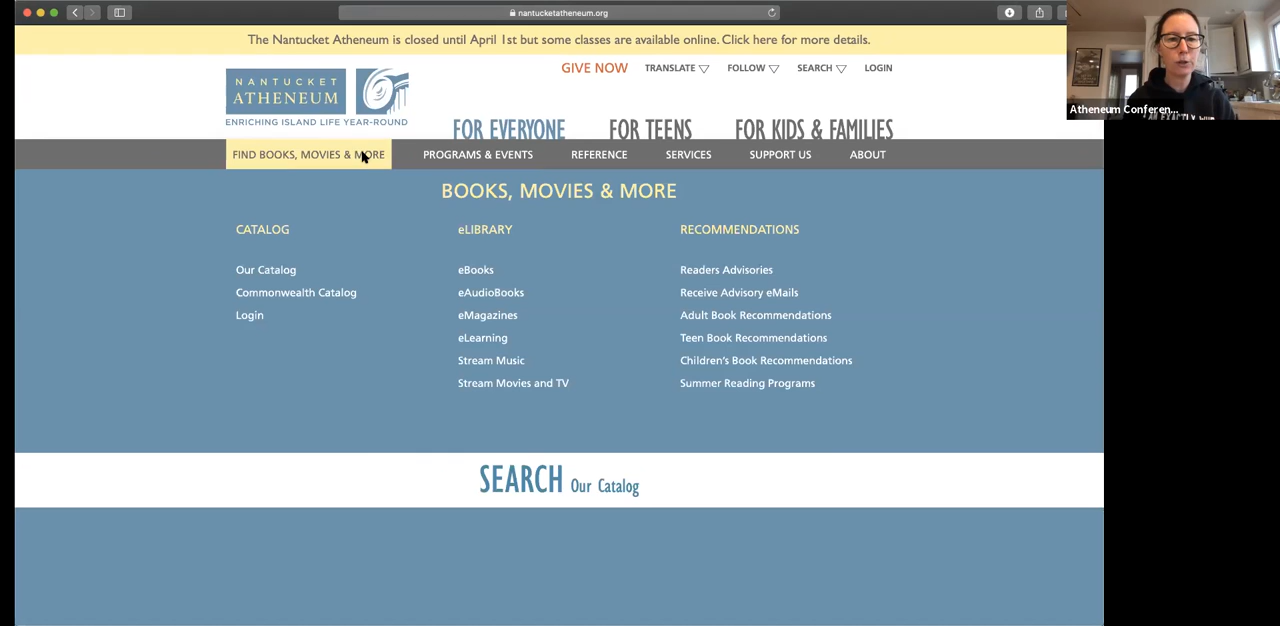 nantucketatheneum.org
The Nantucket Atheneum is closed until April 1st but some classes are available online. Click here for more details.
GIVE NOW TRANSLATE FOLLOW SEARCH LOGIN
NANTUCKET
ATHENEUM
ENRICHING ISLAND LIFE YEAR-ROUND
FOR EVERYONE FOR TEENS FOR KIDS & FAMILIES
FIND BOOKS, MOVIES & MORE PROGRAMS & EVENTS REFERENCE SERVICES SUPPORT US ABOUT
BOOKS, MOVIES & MORE
CATALOG
Our Catalog
Commonwealth Catalog
Login
eLIBRARY
eBooks
eAudioBooks
eMagazines
eLearning
Stream Music
Stream Movies and TV
RECOMMENDATIONS
Readers Advisories
Receive Advisory eMails
Adult Book Recommendations
Teen Book Recommendations
Children's Book Recommendations
Summer Reading Programs
SEARCH Our Catalog
Atheneum Conferen...